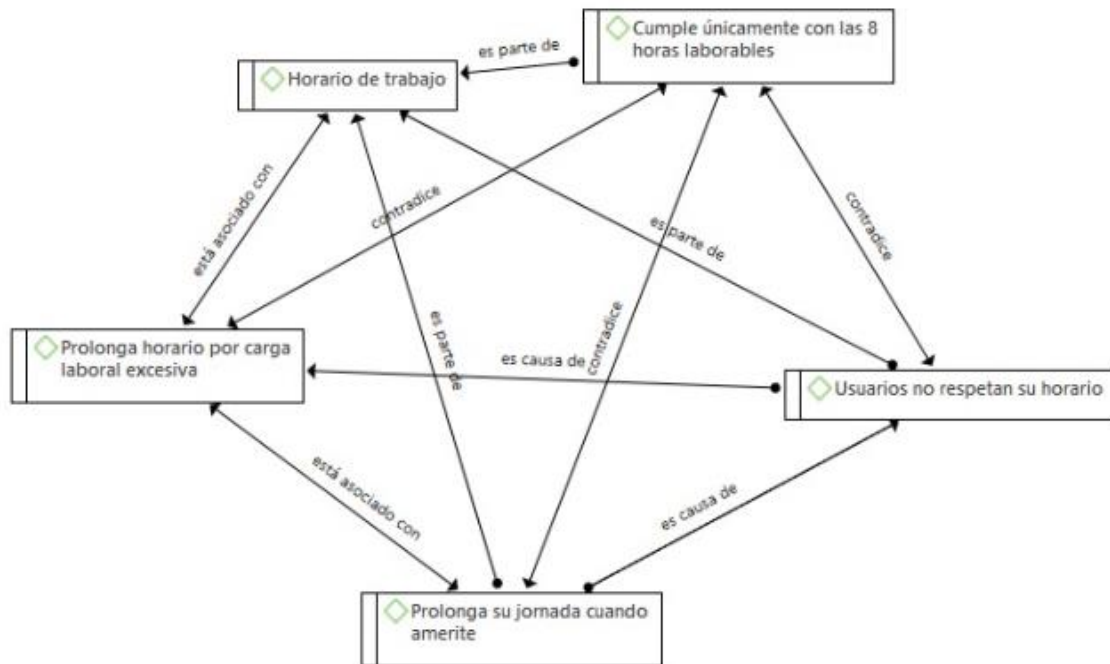 Cumple únicamente con las 8
horas laborables
es parte de
Horario de trabajo
está asociado con
contradice
es parte de
contradice
es parte de
contradice
Prolonga horario por carga
laboral excesiva
es causa de
Usuarios no respetan su horario
está asociado con
es causa de
Prolonga su jornada cuando
amerite